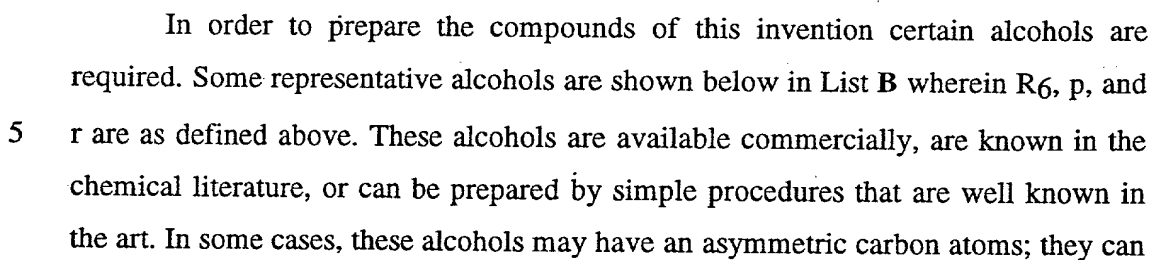 In order to prepare the compounds of this invention certain alcohols are
required. Some representative alcohols are shown below in List B wherein R6, p, and
5 r are as defined above. These alcohols are available commercially, are known in the
chemical literature, or can be prepared by simple procedures that are well known in
the art. In some cases, these alcohols may have an asymmetric carbon atoms; they can